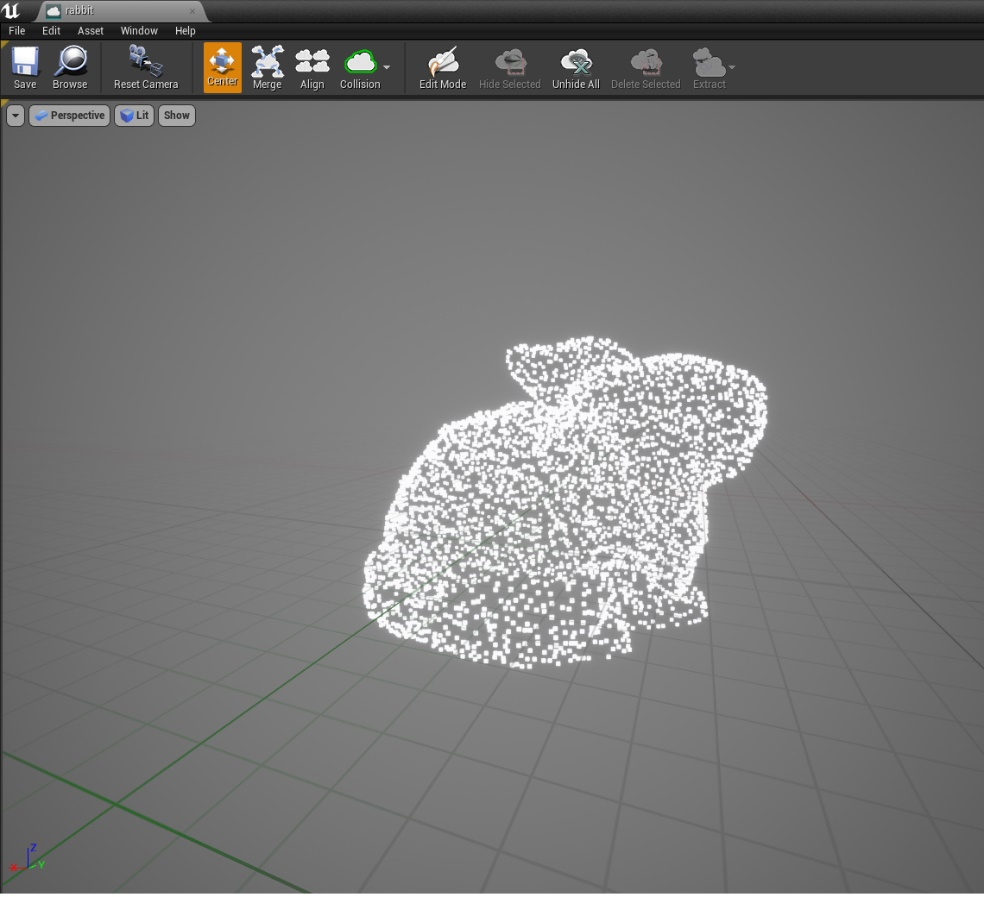 rabbit
File Edit Asset Window Help
Save Browse Reset Camera Center Merge Align Collision Edit Mode Hide Selected Unhide All Delete Selected Extract
Perspective Lit Show
Z
X Y